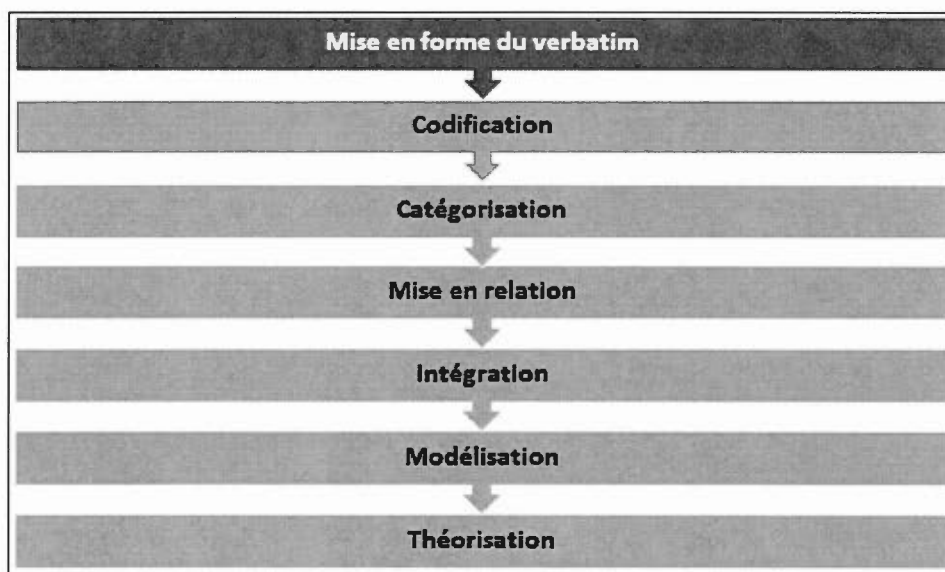 Mise en forme du verbatim
Codification
Catégorisation
Mise en relation
Intégration
Modélisation
Théorisation